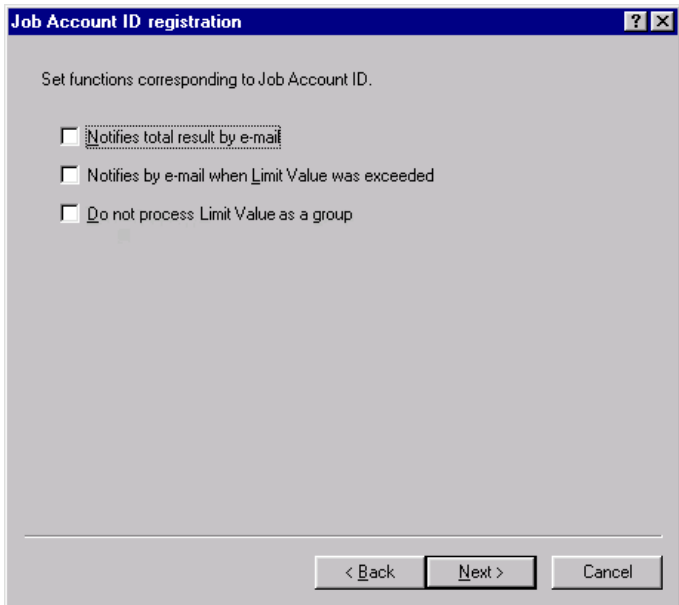 Job Account ID registration
Set functions corresponding to Job Account ID.
Notifies total result by e-mail
Notifies by e-mail when Limit Value was exceeded
Do not process Limit Value as a group
< Back Next > Cancel